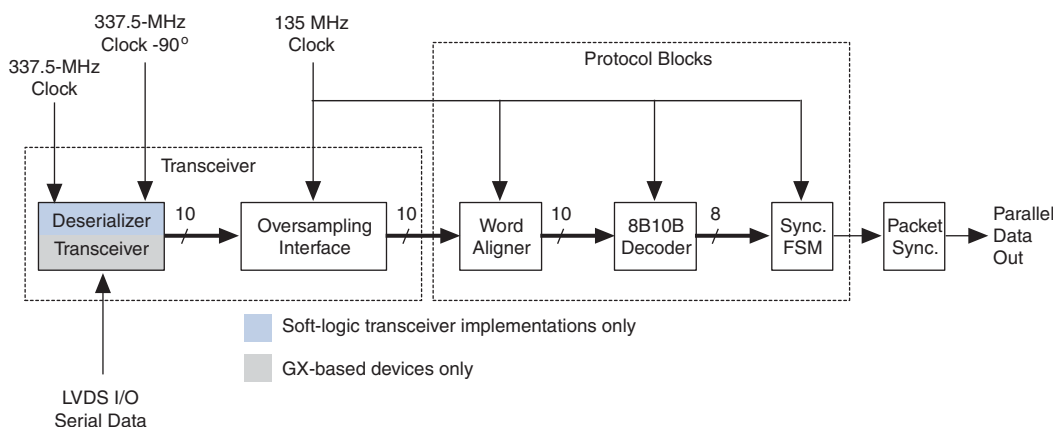 337.5-MHz
Clock -90°
135 MHz
Clock
337.5-MHz
Clock
Protocol Blocks
Transceiver
Deserializer
Transceiver
10
Oversampling
Interface
10
Word
Aligner
10
8B10B
Decoder
8
Sync.
FSM
Packet
Sync.
Parallel
Data
Out
Soft-logic transceiver implementations only
GX-based devices only
LVDS I/O
Serial Data